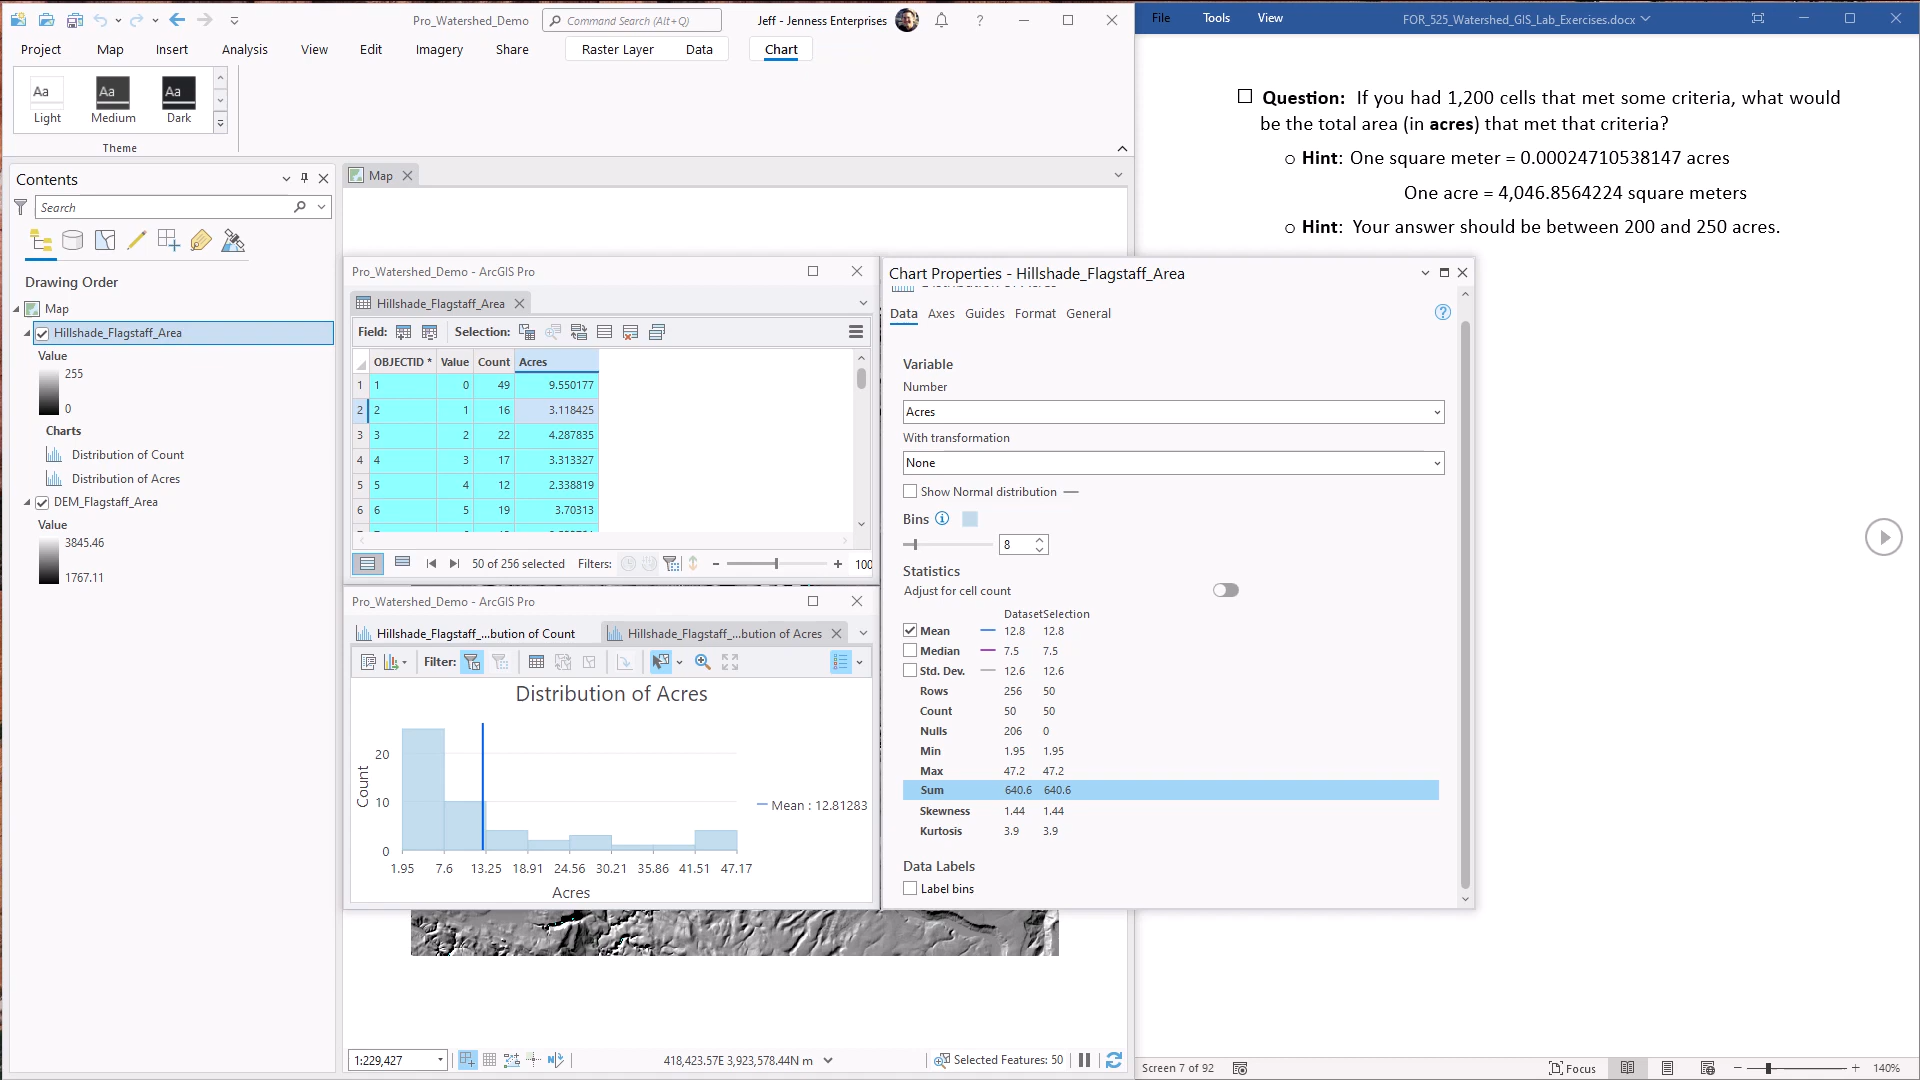 Pro_Watershed_Demo
Command Search (Alt+Q)
Jeff - Jenness Enterprises
?
Project
Map
Insert
Analysis
View
Edit
Imagery
Share
Raster Layer
Data
Chart
Aa
Aa
Aa
Light
Medium
Dark
Theme
Contents
Search
Drawing Order
Map
Hillshade_Flagstaff_Area
Value
255
0
Charts
Distribution of Count
Distribution of Acres
DEM_Flagstaff_Area
Value
3845.46
1767.11
Map
Pro_Watershed_Demo - ArcGIS Pro
Hillshade_Flagstaff_Area
Field:
Selection:
OBJECTID * Value Count Acres
1 1 0 49 9.550177
2 2 1 16 3.118425
3 3 2 22 4.287835
4 4 3 17 3.313327
5 5 4 12 2.338819
6 6 5 19 3.70313
50 of 256 selected
Filters:
- + 100
Pro_Watershed_Demo - ArcGIS Pro
Hillshade_Flagstaff_...bution of Count
Hillshade_Flagstaff_...bution of Acres
Filter:
Distribution of Acres
Count
20
10
0
1.95 7.6 13.25 18.91 24.56 30.21 35.86 41.51 47.17
Acres
Mean : 12.81283
Chart Properties - Hillshade_Flagstaff_Area
Data
Axes
Guides
Format
General
?
Variable
Number
Acres
With transformation
None
Show Normal distribution
Bins
8
Statistics
Adjust for cell count
DatasetSelection
Mean 12.8 12.8
Median 7.5 7.5
Std. Dev. 12.6 12.6
Rows 256 50
Count 50 50
Nulls 206 0
Min 1.95 1.95
Max 47.2 47.2
Sum 640.6 640.6
Skewness 1.44 1.44
Kurtosis 3.9 3.9
Data Labels
Label bins
1:229,427
418,423.57E 3,923,578.44N m
Selected Features: 50
File
Tools
View
FOR_525_Watershed_GIS_Lab_Exercises.docx
Question: If you had 1,200 cells that met some criteria, what would
be the total area (in acres) that met that criteria?
o Hint: One square meter = 0.00024710538147 acres
One acre = 4,046.8564224 square meters
o Hint: Your answer should be between 200 and 250 acres.
Screen 7 of 92
Focus
- + 140%